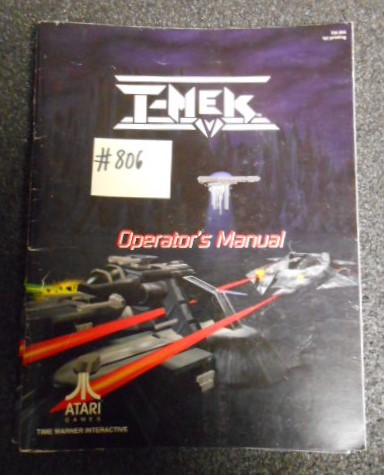 T-MEK
#806
Operator's Manual
ATARI
GAMES
TIME WARNER INTERACTIVE